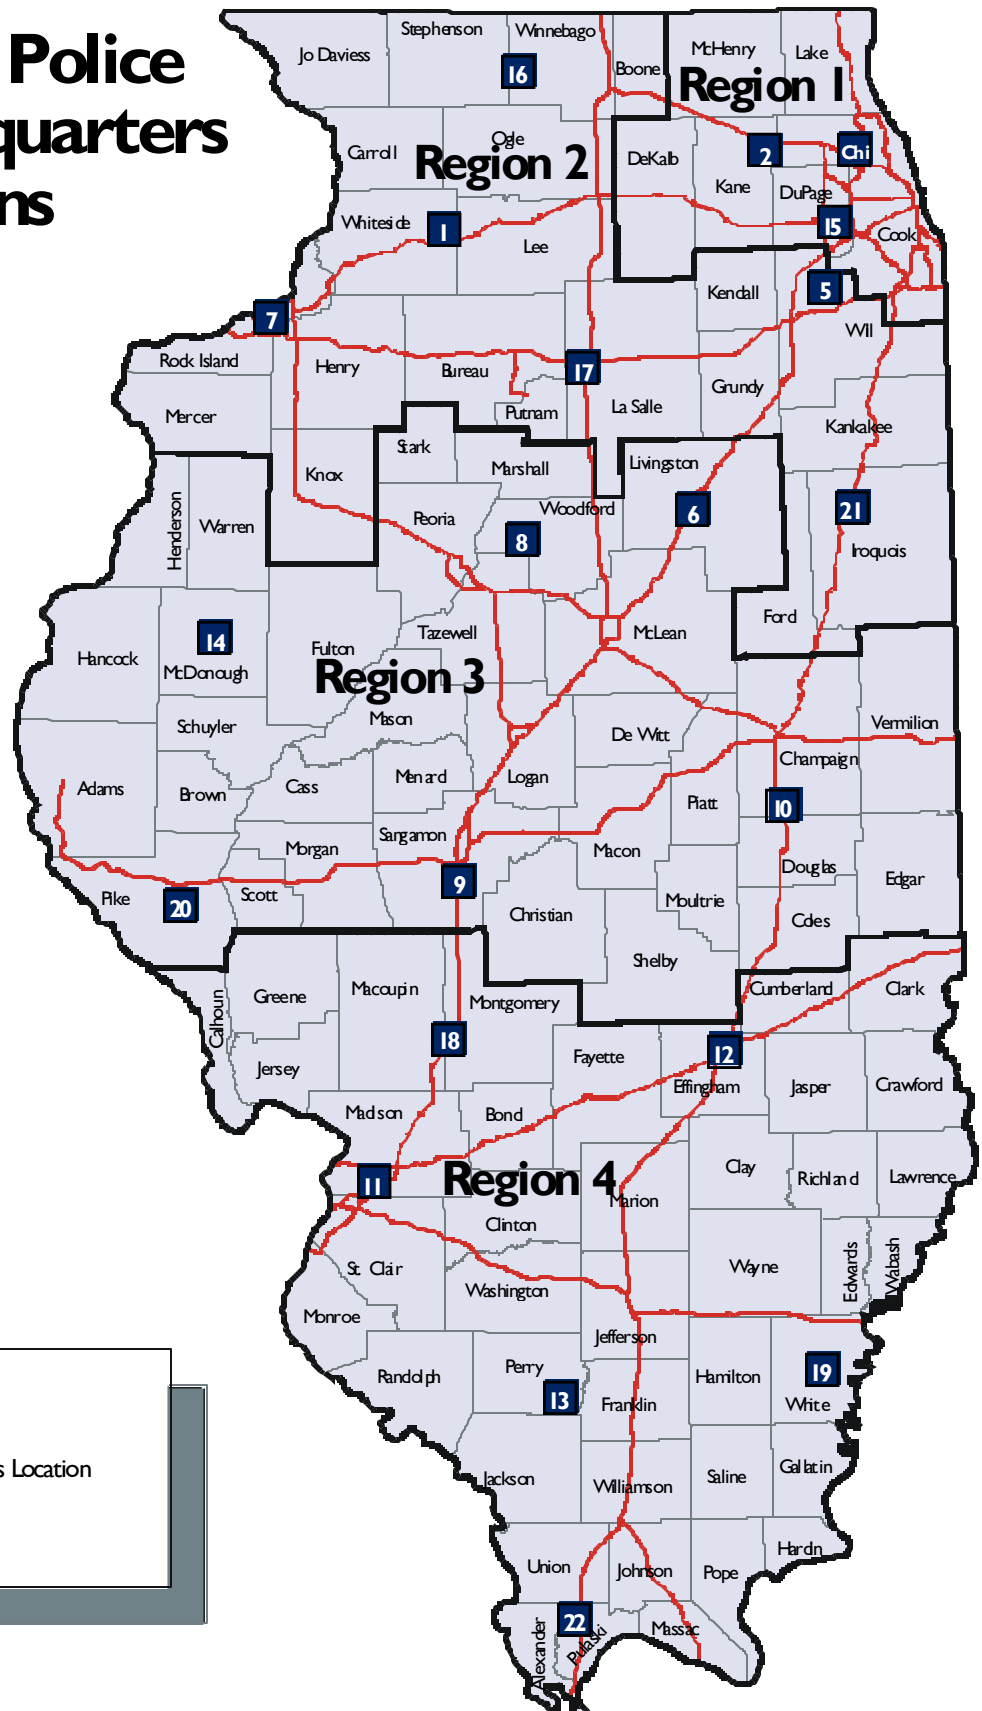 Police
quarters
ns
Jo Daviess
Stephenson
Winnebago
Boone
McHenry
Lake
16
Region 1
Carroll
Ogle
Region 2
DeKalb
Kane
2
Chi
DuPage
Whiteside
1
Lee
15
Cook
Kendall
5
7
Will
Rock Island
Henry
Bureau
17
Grundy
Mercer
Putnam
La Salle
Kankakee
Stark
Knox
Marshall
Livingston
Henderson
Warren
Peoria
Woodford
6
21
8
Iroquois
14
Hancock
McDonough
Fulton
Tazewell
McLean
Ford
Region 3
Schuyler
Mason
De Witt
Vermilion
Adams
Brown
Cass
Menard
Logan
Champaign
Piatt
10
Morgan
Sangamon
Macon
Douglas
Pike
20
Scott
9
Christian
Moultrie
Edgar
Coles
Shelby
Calhoun
Greene
Macoupin
Montgomery
Cumberland
Clark
18
Jersey
Fayette
12
Effingham
Jasper
Crawford
Madison
Bond
11
Region 4
Marion
Clay
Richland
Lawrence
Clinton
St. Clair
Washington
Wayne
Edwards
Wabash
Monroe
Jefferson
Randolph
Perry
13
Franklin
Hamilton
19
White
s Location
Jackson
Williamson
Saline
Gallatin
Union
Johnson
Pope
Hardin
22
Alexander
Pulaski
Massac